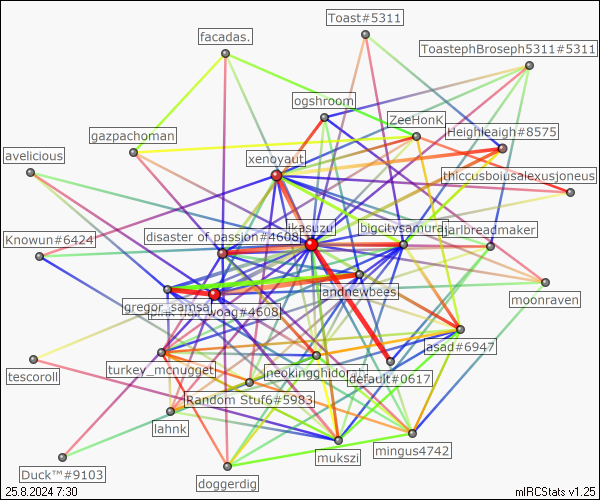 Toast#5311
facadas.
ToastephBroseph5311#5311
ogshroom
ZeeHonK
Heighleaigh#8575
gazpachoman
avelicious
xenoyaut
thiccusboiusalexusjoneus
ikasuzu
bigcitysamurai
jarlbreadmaker
Knowun#6424
disaster of passion#4608
andnewbees
moonraven
gregor_samsa
woag#4608
asad#6947
tescoroll
turkey_mcnugget
neokingghidorah
default#0617
Random Stuf6#5983
lahnk
mukszi
mingus4742
Duck™#9103
doggerdig
25.8.2024 7:30
mIRCStats v1.25